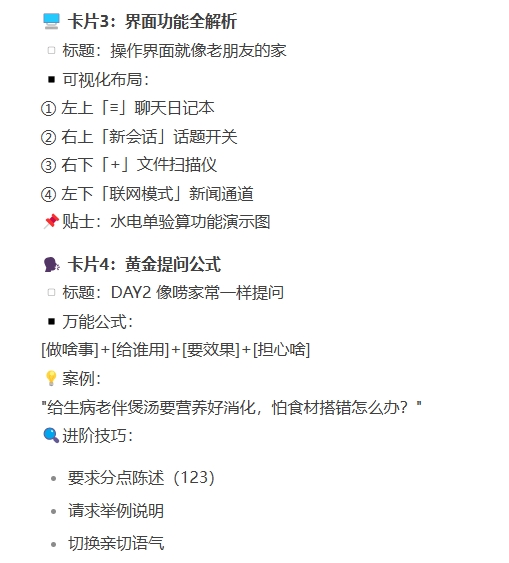 🖥️ 卡片3：界面功能全解析
▫️标题：操作界面就像老朋友的家
▪️可视化布局：
① 左上「≡」聊天日记本
② 右上「新会话」话题开关
③ 右下「+」文件扫描仪
④ 左下「联网模式」新闻通道
📌贴士：水电单验算功能演示图
🗣️ 卡片4：黄金提问公式
▫️标题：DAY2 像唠家常一样提问
▪️万能公式：
[做啥事]+[给谁用]+[要效果]+[担心啥]
💡案例：
"给生病老伴煲汤要营养好消化，怕食材搭错怎么办？"
🔍进阶技巧：
• 要求分点陈述（123）
• 请求举例说明
• 切换亲切语气